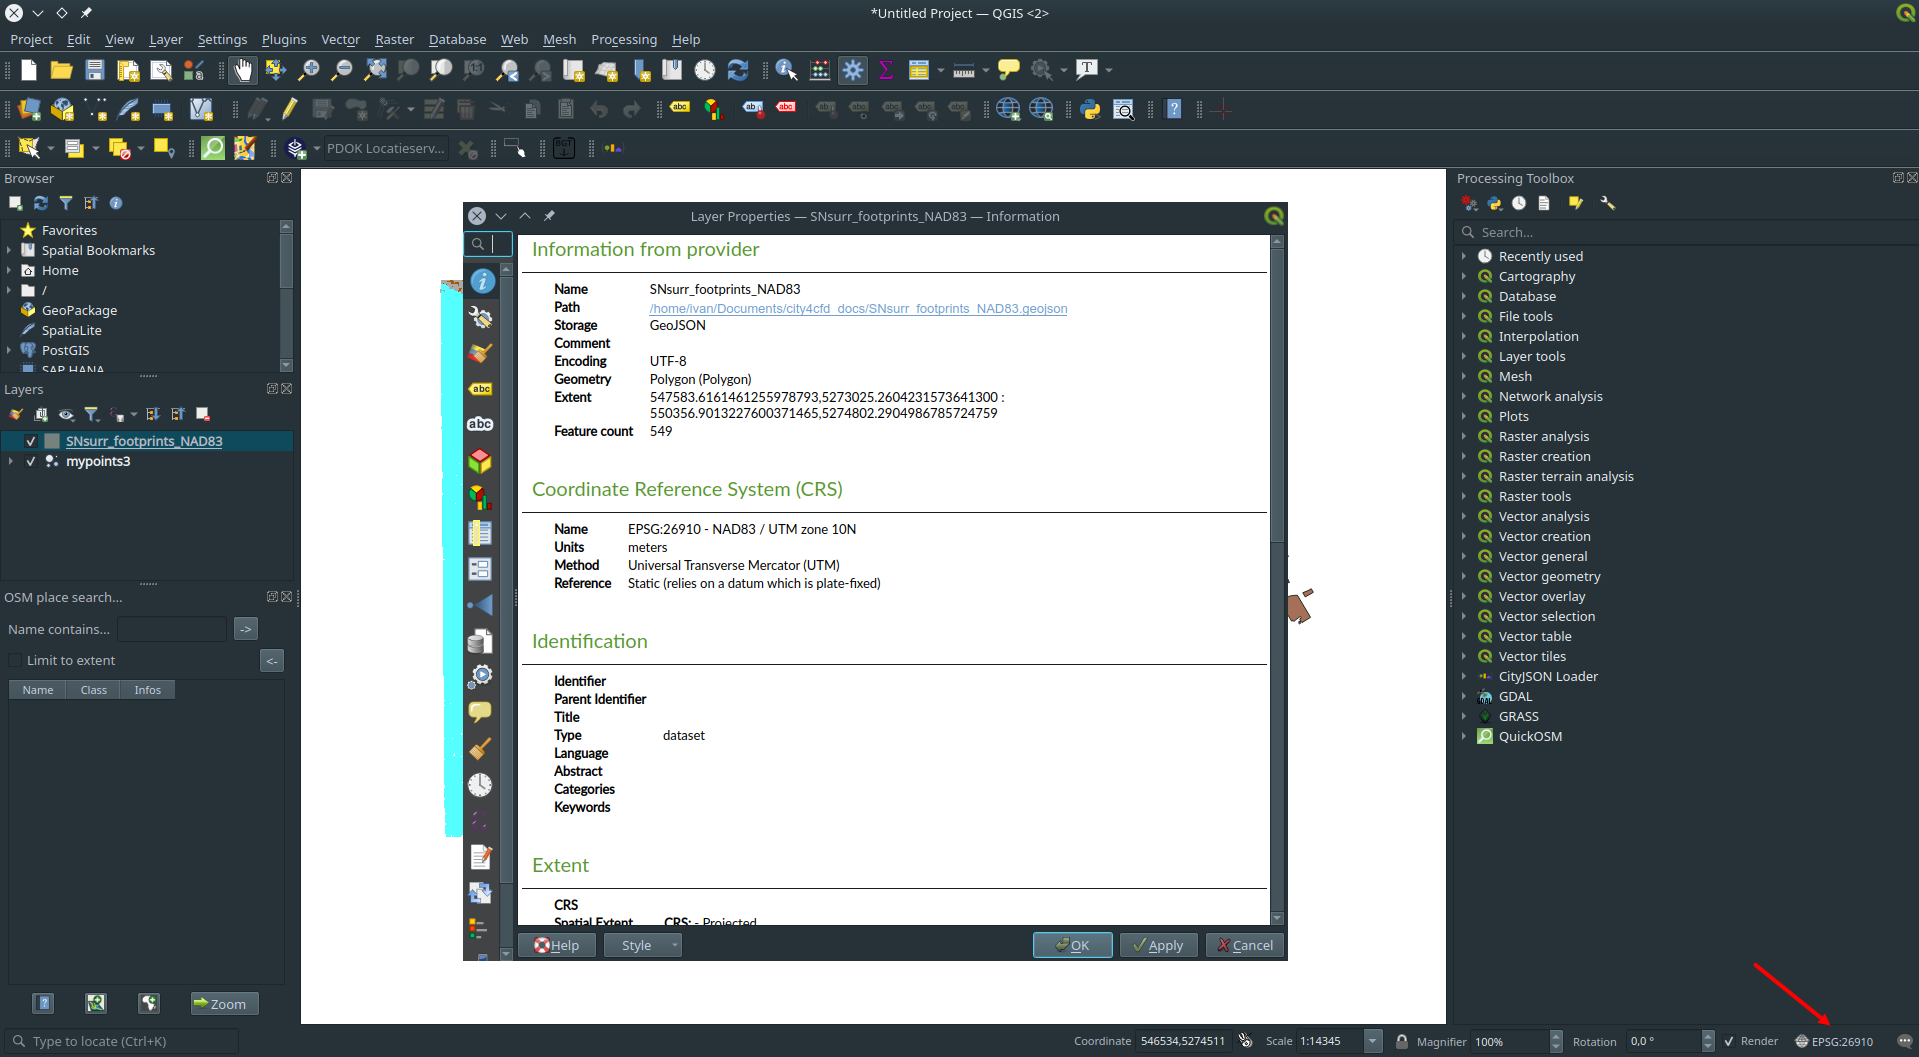 *Untitled Project — QGIS <2>
Project Edit View Layer Settings Plugins Vector Raster Database Web Mesh Processing Help
PDOK Locatieserv...
BGT
Browser
Favorites
Spatial Bookmarks
Home
/
GeoPackage
SpatiaLite
PostGIS
SAP HANA
Layers
SNsurr_footprints_NAD83
mypoints3
OSM place search...
Name contains... ->
Limit to extent <-
Name Class Infos
Zoom
Type to locate (Ctrl+K)
Layer Properties — SNsurr_footprints_NAD83 — Information
Information from provider
Name SNsurr_footprints_NAD83
Path /home/ivan/Documents/city4cfd_docs/SNsurr_footprints_NAD83.geojson
Storage GeoJSON
Comment
Encoding UTF-8
Geometry Polygon (Polygon)
Extent 547583.6161461255978793,5273025.2604231573641300 :
550356.9013227600371465,5274802.2904986785724759
Feature count 549
Coordinate Reference System (CRS)
Name EPSG:26910 - NAD83 / UTM zone 10N
Units meters
Method Universal Transverse Mercator (UTM)
Reference Static (relies on a datum which is plate-fixed)
Identification
Identifier
Parent Identifier
Title
Type dataset
Language
Abstract
Categories
Keywords
Extent
CRS
Spatial Extent CRS: - Projected
Help Style OK Apply Cancel
Processing Toolbox
Search...
Recently used
Cartography
Database
File tools
Interpolation
Layer tools
Mesh
Network analysis
Plots
Raster analysis
Raster creation
Raster terrain analysis
Raster tools
Vector analysis
Vector creation
Vector general
Vector geometry
Vector overlay
Vector selection
Vector table
Vector tiles
CityJSON Loader
GDAL
GRASS
QuickOSM
Coordinate 546534,5274511 Scale 1:14345 Magnifier 100% Rotation 0,0 ° Render EPSG:26910